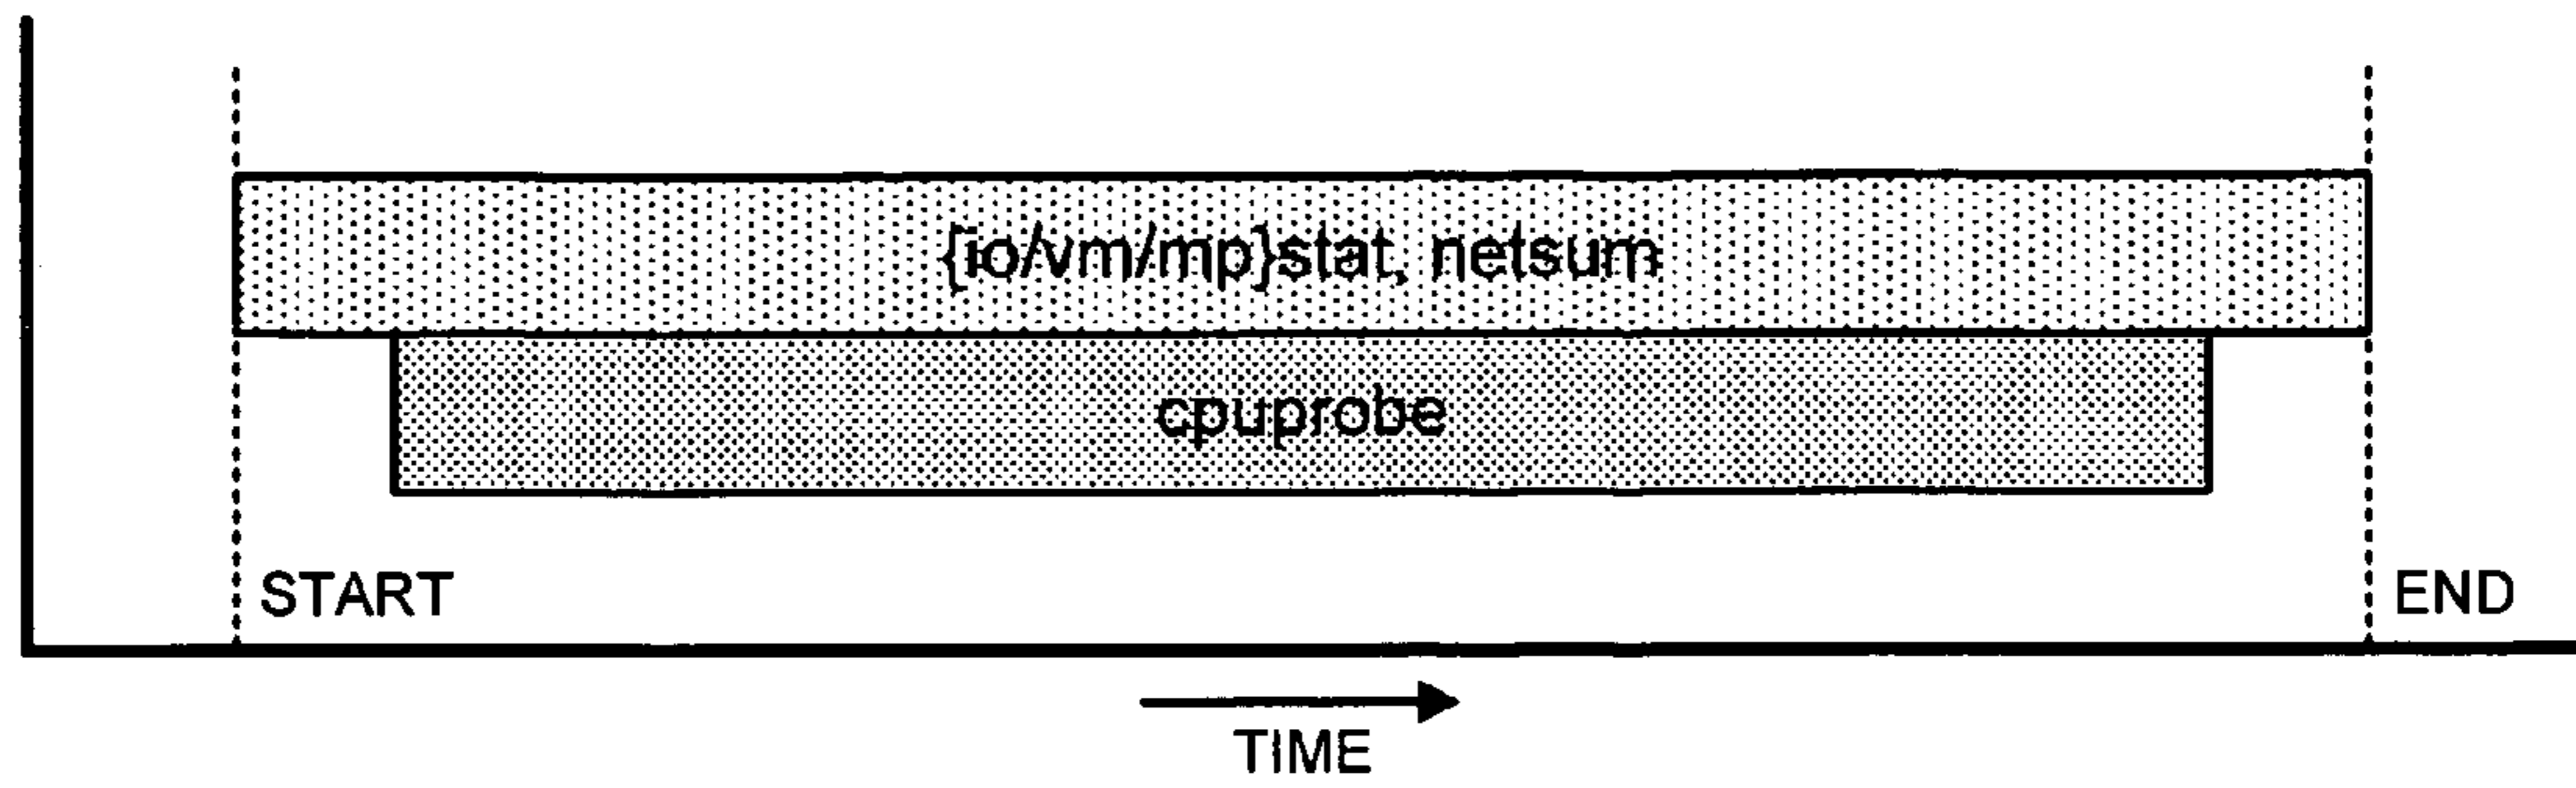 {io/vm/mp}stat, netsum
cpuprobe
START
END
TIME